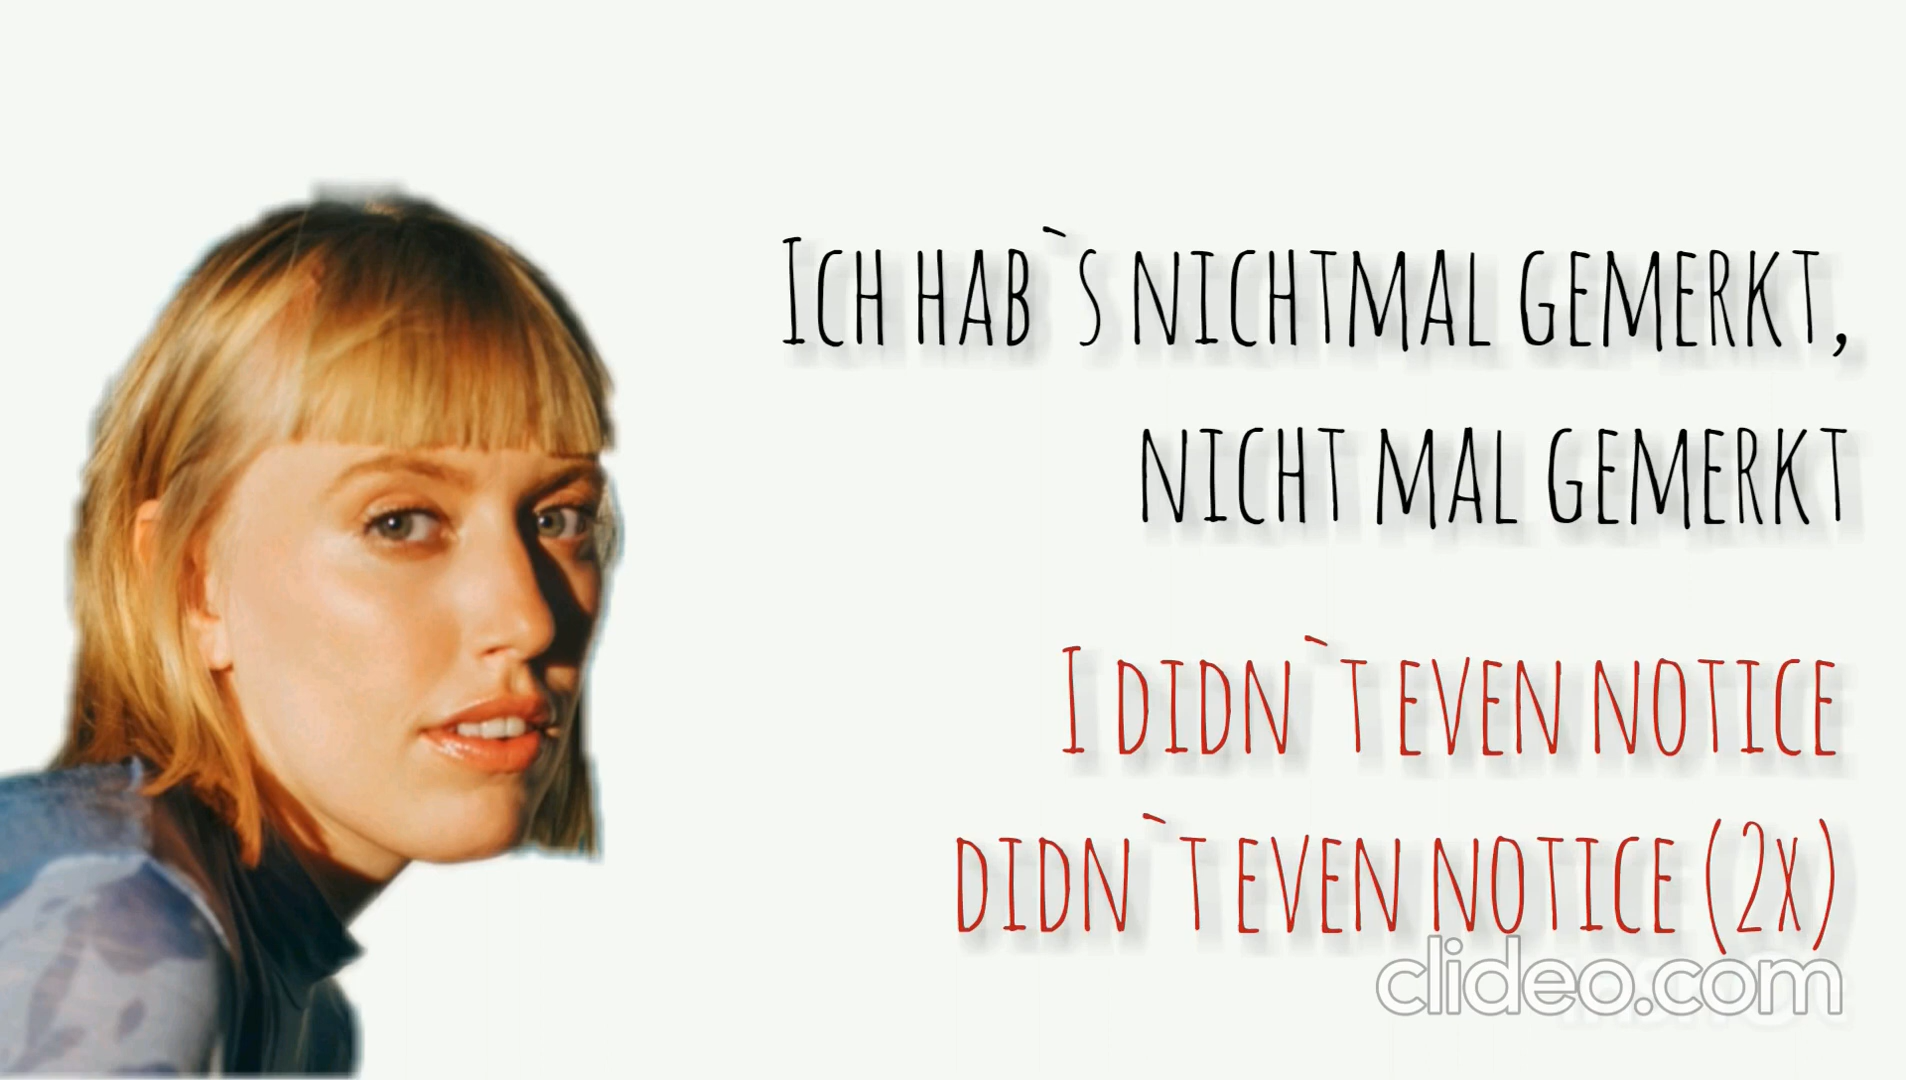 Ich hab`s nichtmal gemerkt,
nicht mal gemerkt
I didn`t even notice
didn`t even notice (2x)
clideo.com